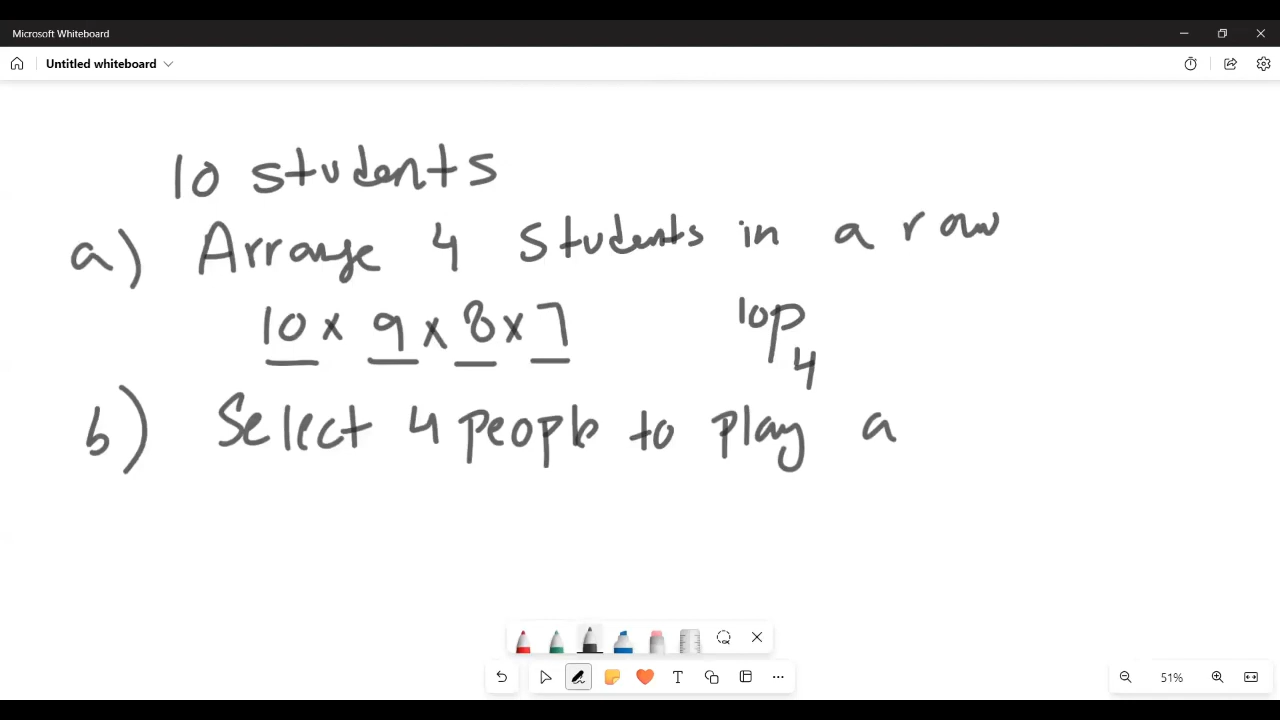 Microsoft Whiteboard
Untitled whiteboard
10 students
a) Arrange 4 students in a row
10 × 9 × 8 × 7 10P4
b) Select 4 people to play a
51%